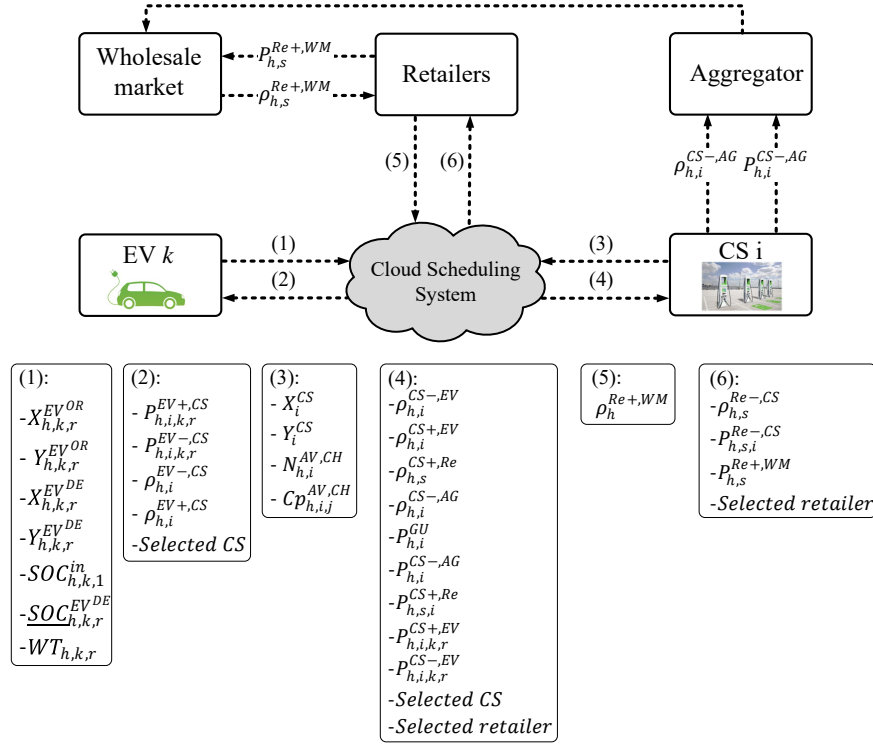 Wholesale
market
P_{h,s}^{Re+,WM}
ρ_{h,s}^{Re+,WM}
Retailers
Aggregator
(5)
(6)
ρ_{h,i}^{CS-,AG}
P_{h,i}^{CS-,AG}
EV k
(1)
(2)
Cloud Scheduling
System
(3)
(4)
CS i
(1):
-X_{h,k,r}^{EV^{OR}}
- Y_{h,k,r}^{EV^{OR}}
-X_{h,k,r}^{EV^{DE}}
-Y_{h,k,r}^{EV^{DE}}
-SOC_{h,k,1}^{in}
-\underline{SOC}_{h,k,r}^{EV^{DE}}
-WT_{h,k,r}
(2):
- P_{h,i,k,r}^{EV+,CS}
- P_{h,i,k,r}^{EV-,CS}
- ρ_{h,i}^{EV-,CS}
- ρ_{h,i}^{EV+,CS}
-Selected CS
(3):
- X_i^{CS}
- Y_i^{CS}
- N_{h,i}^{AV,CH}
- Cp_{h,i,j}^{AV,CH}
(4):
-ρ_{h,i}^{CS-,EV}
-ρ_{h,i}^{CS+,EV}
-ρ_{h,s}^{CS+,Re}
-ρ_{h,i}^{CS-,AG}
-P_{h,i}^{GU}
-P_{h,i}^{CS-,AG}
-P_{h,s,i}^{CS+,Re}
-P_{h,i,k,r}^{CS+,EV}
-P_{h,i,k,r}^{CS-,EV}
-Selected CS
-Selected retailer
(5):
ρ_h^{Re+,WM}
(6):
-ρ_{h,s}^{Re-,CS}
-P_{h,s,i}^{Re-,CS}
-P_{h,s}^{Re+,WM}
-Selected retailer